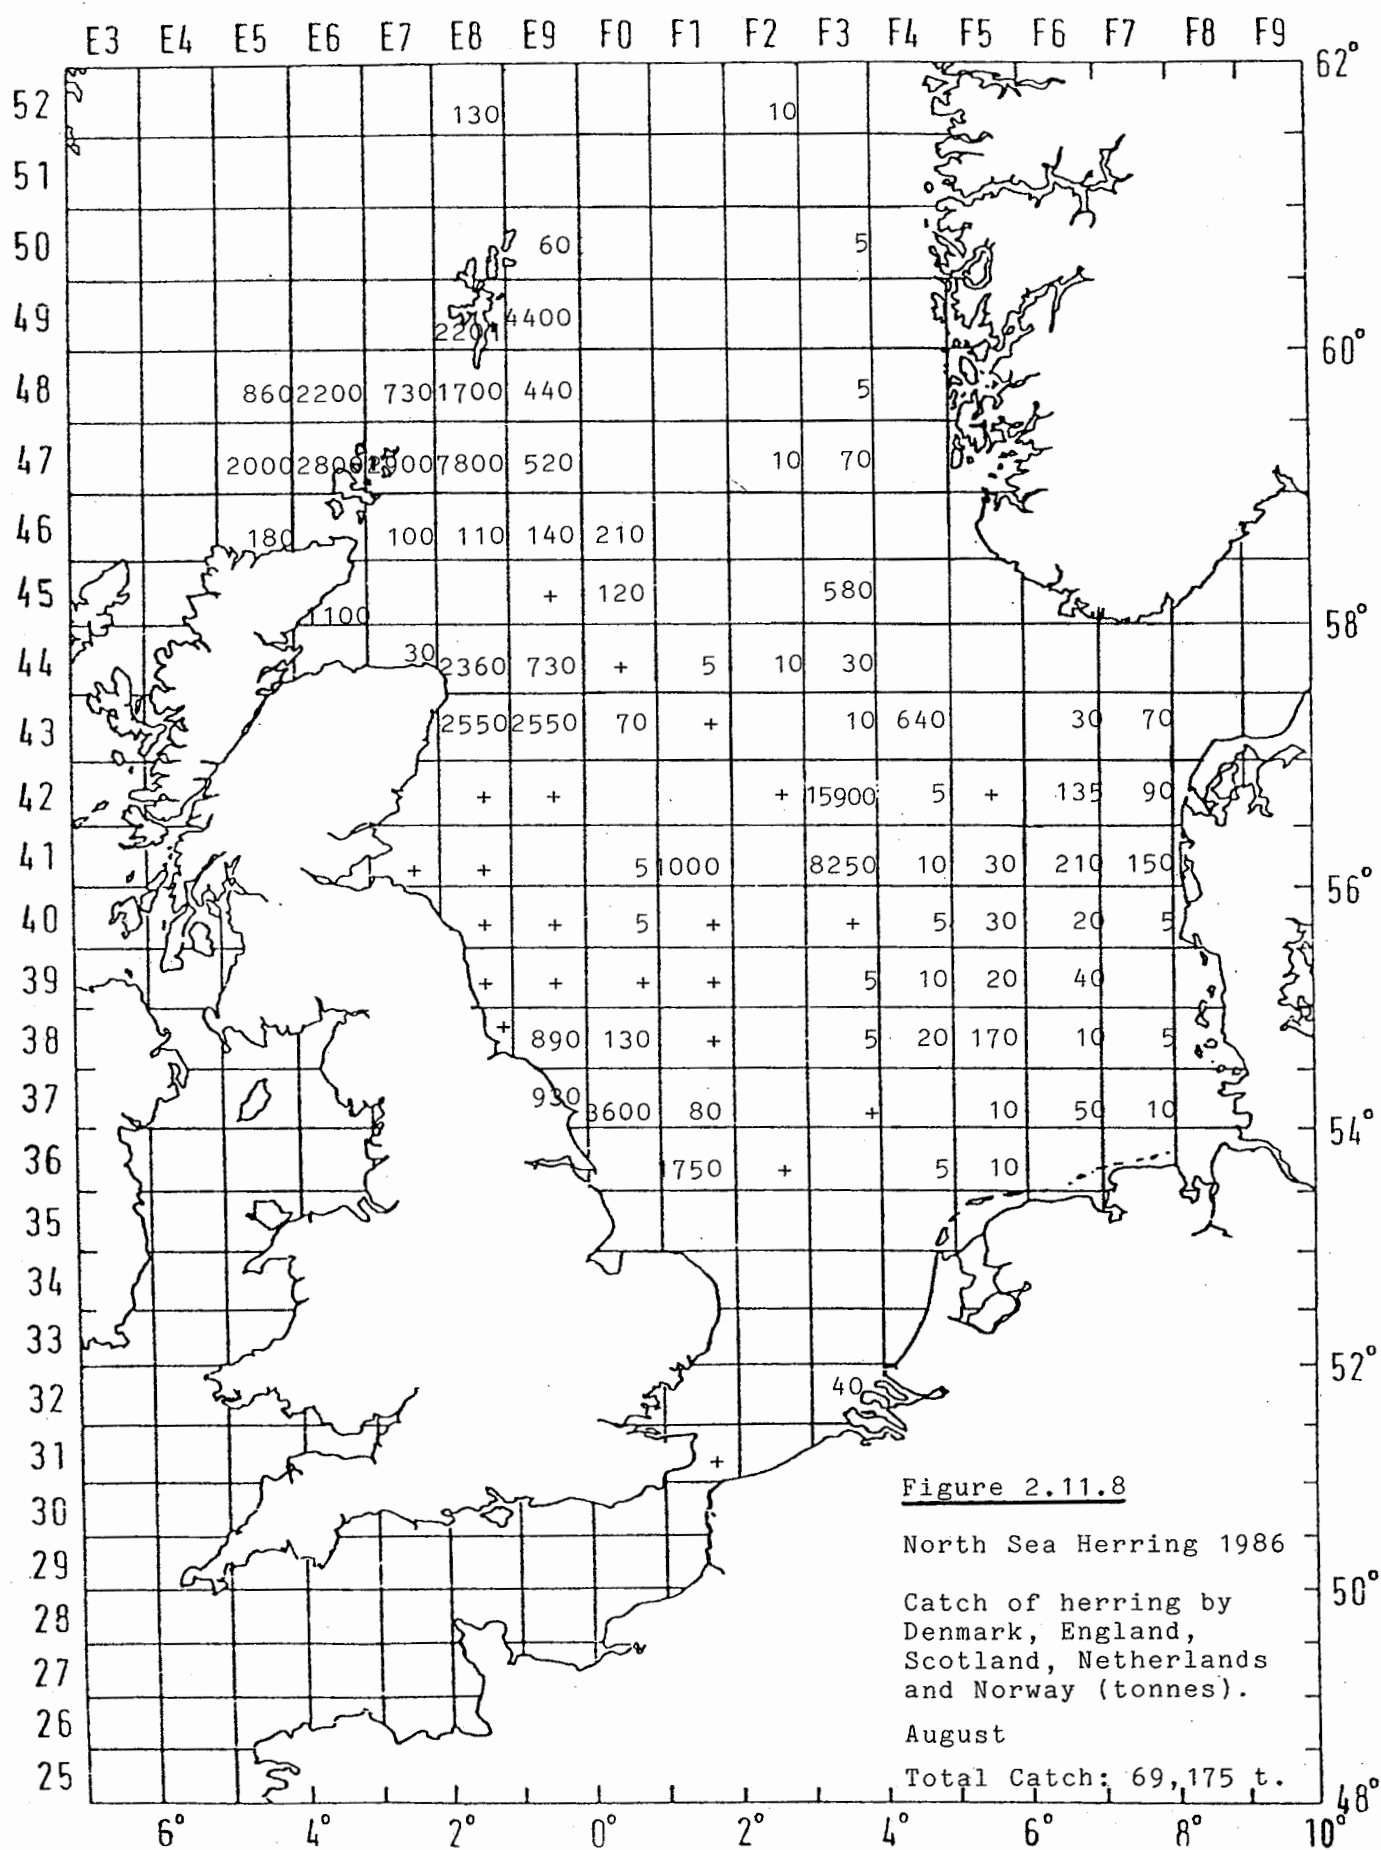 E3 E4 E5 E6 E7 E8 E9 F0 F1 F2 F3 F4 F5 F6 F7 F8 F9
62°
52 130 10
51
50 60 5
49 4400
60°
48 860 2200 730 1700 440 5
47 2000 2800 7800 520 10 70
46 180 100 110 140 210
45 + 120 580
1100
58°
44 30 2360 730 + 5 10 30
43 2550 2550 70 + 10 640 30 70
42 + + + + 15900 5 + 135 90
41 + + 5 1000 8250 10 30 210 150
56°
40 + + 5 + + 5 30 20 5
39 + + + + 5 10 20 40
38 + 890 130 + 5 20 170 10 5
37 930 3600 80 + 10 50 10
54°
36 1750 + 5 10
35
34
33
52°
32 40
31 +
30
29
50°
28
27
26
25
48°
6° 4° 2° 0° 2° 4° 6° 8° 10°
Figure 2.11.8
North Sea Herring 1986
Catch of herring by
Denmark, England,
Scotland, Netherlands
and Norway (tonnes).
August
Total Catch: 69,175 t.